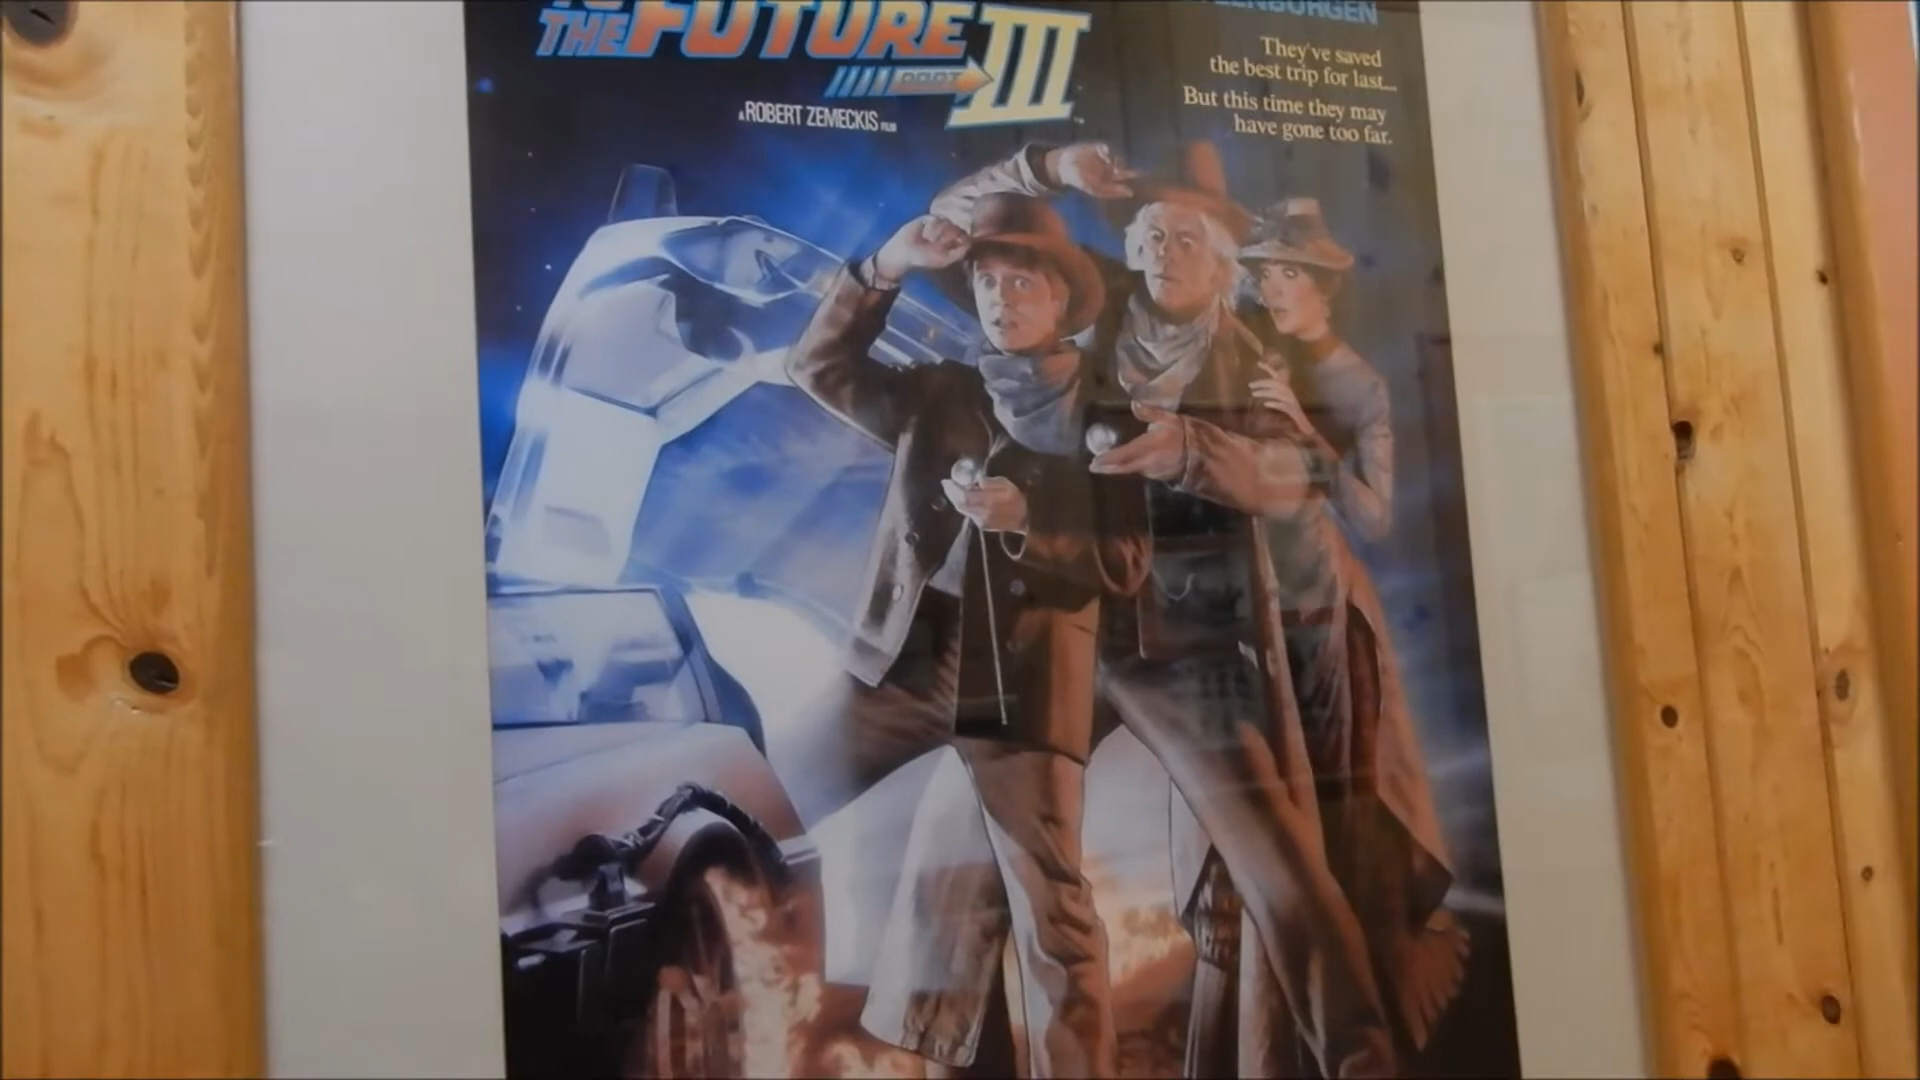 THE FUTURE III
PART
A ROBERT ZEMECKIS FILM
They've saved
the best trip for last...
But this time they may
have gone too far.